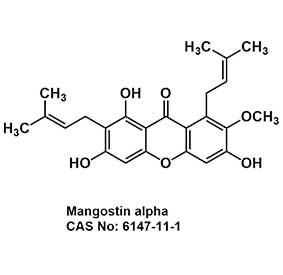 H₃C CH₃
CH₃ OH O
H₃C OCH₃
HO O OH
Mangostin alpha
CAS No: 6147-11-1